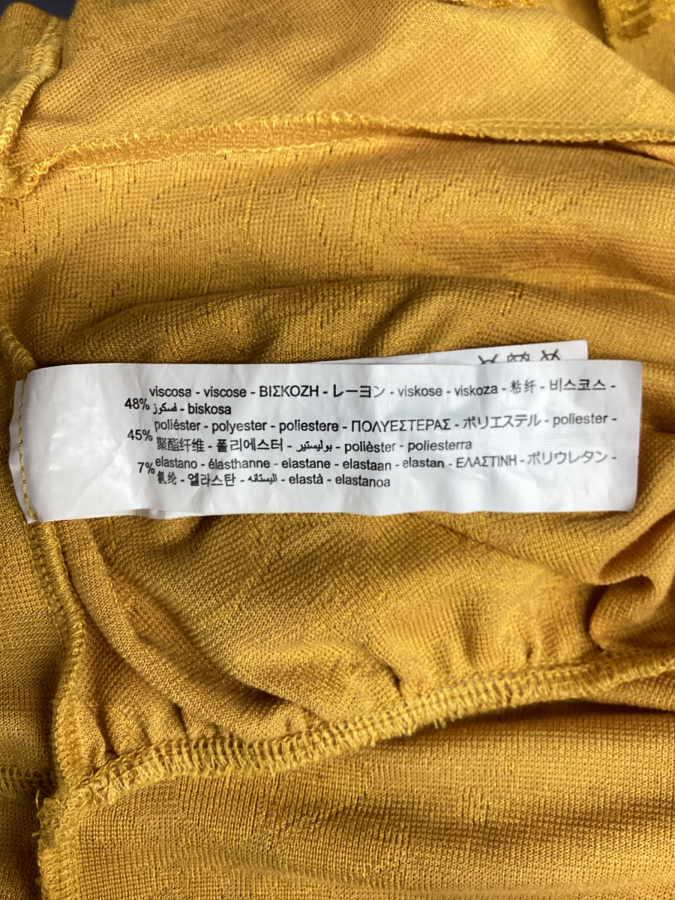 viscosa - viscose - ΒΙΣΚΟΖΗ - レーヨン - viskose - viskoza - 粘纤 - 비스코스 -
48% فسكوز - biskosa
poliéster - polyester - poliestere - ΠΟΛΥΕΣΤΕΡΑΣ - ポリエステル - poliester -
45% 聚酯纤维 - 폴리에스터 - بوليستير - polièster - poliesterra
7% elastano - élasthanne - elastane - elastaan - elastan - ΕΛΑΣΤΙΝΗ - ポリウレタン -
氨纶 - 엘라스탄 - اليستانه - elastà - elastanoa